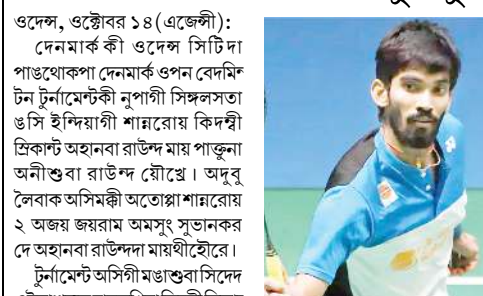 ওদেন্স, ওক্টোবর ১৪(এজেন্সী):
দেনমার্ক কী ওদেন্স সিটি দা
পাঙথোকপা দেনমার্ক ওপন বেদমিন্
টন টুর্নামেন্টকী নুপাগী সিঙ্গলসতা
ঙসি ইন্দিয়াগী শান্নরোয় কিদম্বী
স্রিকান্ট অহানবা রাউন্দ মায় পাক্তুনা
অনীশুবা রাউন্দ য়ৌখ্রে। অদুবু
লৈবাক অসিমক্কী অতোপ্পা শান্নরোয়
২ অজয় জয়রাম অমসুং সুভানকর
দে অহানবা রাউন্দদা মায়থীখ্রৈরে।
টুর্নামেন্ট অসিগী মঙাশুবা সিদেদ